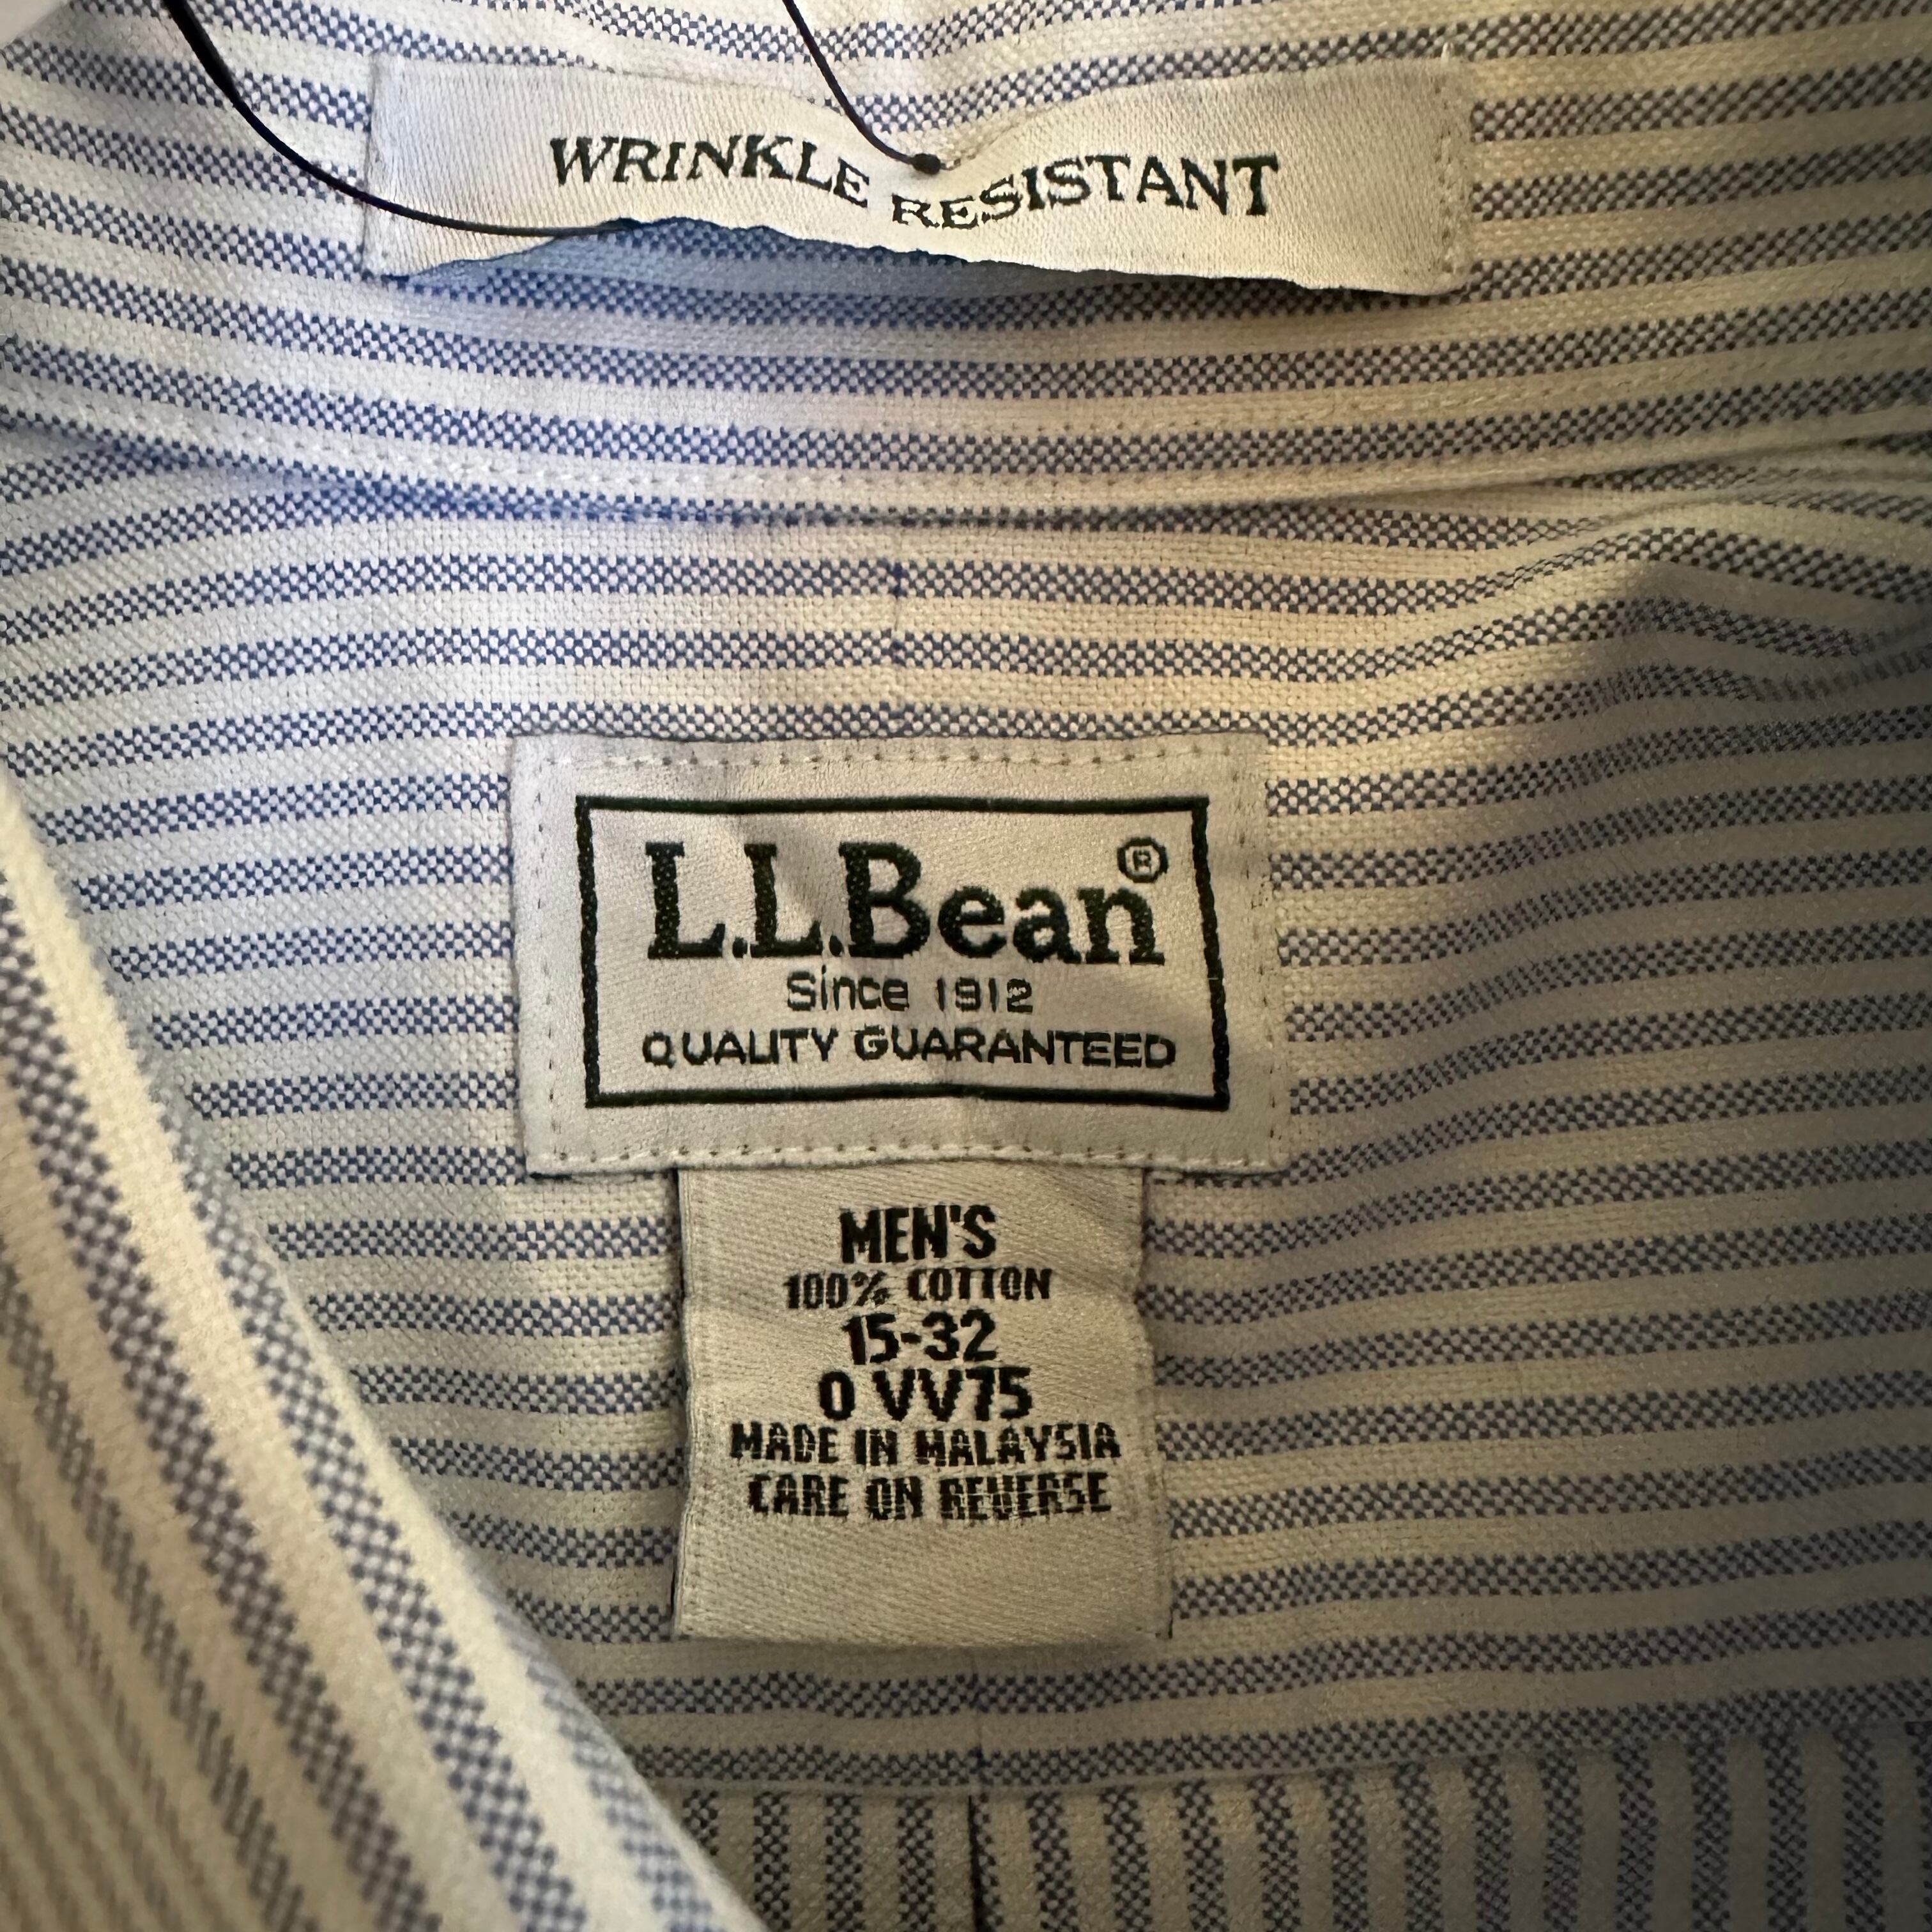 WRINKLE RESISTANT
L.L.Bean®
Since 1912
QUALITY GUARANTEED
MEN'S
100% COTTON
15-32
0 VV75
MADE IN MALAYSIA
CARE ON REVERSE